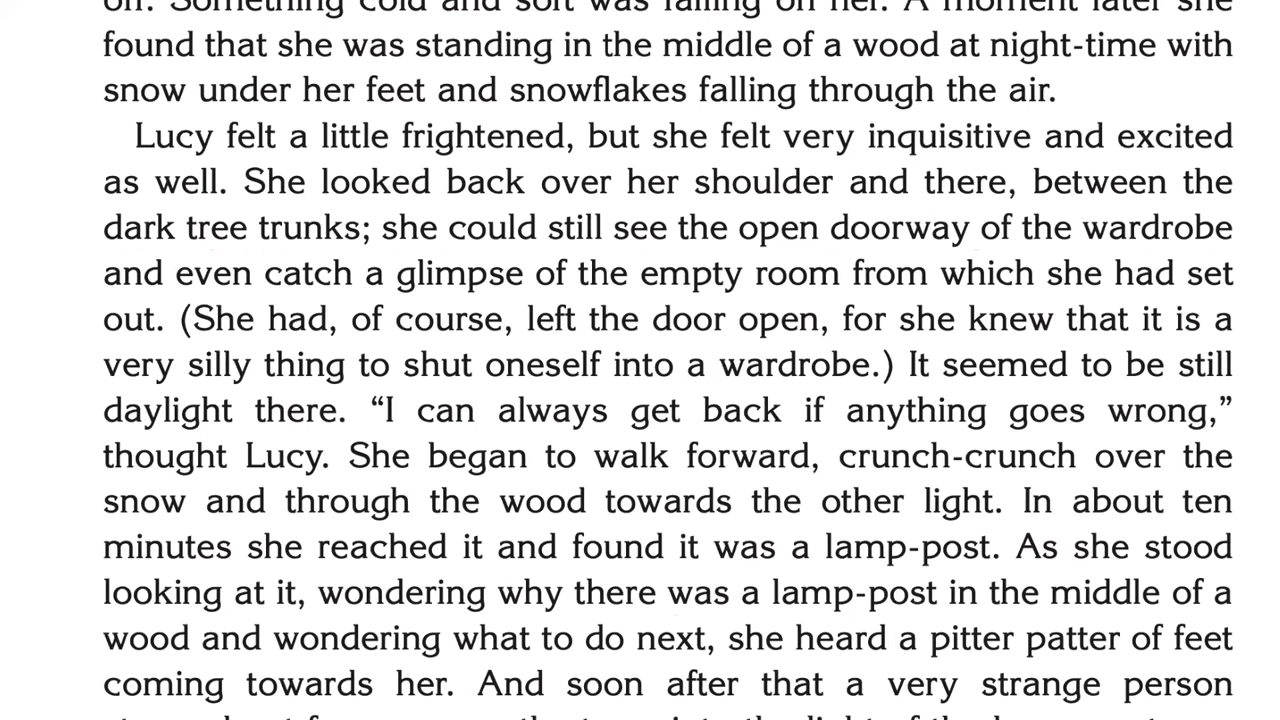 found that she was standing in the middle of a wood at night-time with
snow under her feet and snowflakes falling through the air.
Lucy felt a little frightened, but she felt very inquisitive and excited
as well. She looked back over her shoulder and there, between the
dark tree trunks; she could still see the open doorway of the wardrobe
and even catch a glimpse of the empty room from which she had set
out. (She had, of course, left the door open, for she knew that it is a
very silly thing to shut oneself into a wardrobe.) It seemed to be still
daylight there. “I can always get back if anything goes wrong,”
thought Lucy. She began to walk forward, crunch-crunch over the
snow and through the wood towards the other light. In about ten
minutes she reached it and found it was a lamp-post. As she stood
looking at it, wondering why there was a lamp-post in the middle of a
wood and wondering what to do next, she heard a pitter patter of feet
coming towards her. And soon after that a very strange person